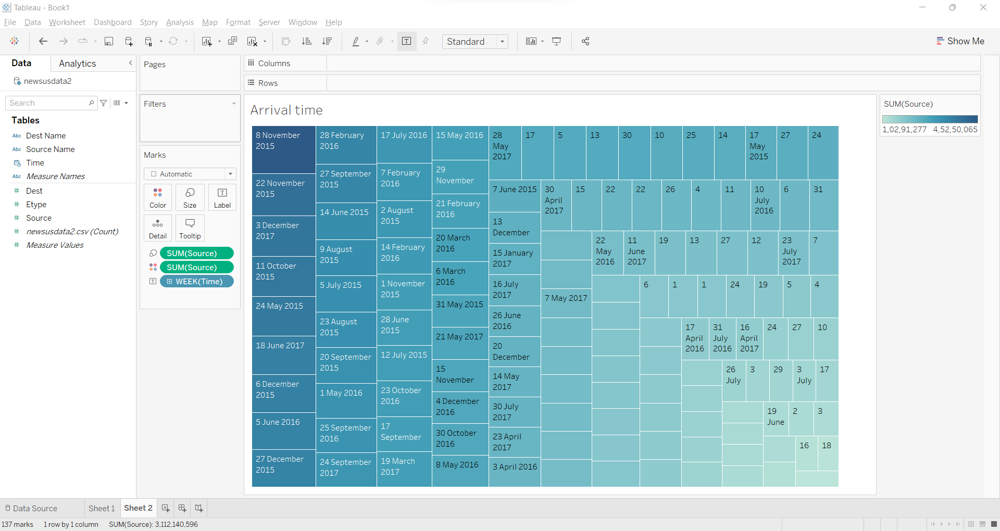 Tableau - Book1
File Data Worksheet Dashboard Story Analysis Map Format Server Window Help
Standard
Show Me
Data
Analytics
newsusdata2
Search
Tables
Abc Dest Name
Abc Source Name
Time
Abc Measure Names
# Dest
# Etype
# Source
# newsusdata2.csv (Count)
# Measure Values
Pages
Filters
Marks
Automatic
Color
Size
Label
Detail
Tooltip
SUM(Source)
SUM(Source)
WEEK(Time)
Columns
Rows
Arrival time
8 November
2015
22 November
2015
3 December
2017
11 October
2015
24 May 2015
18 June 2017
6 December
2015
5 June 2016
27 December
2015
28 February
2016
27 September
2015
14 June 2015
9 August
2015
5 July 2015
23 August
2015
20 September
2015
1 May 2016
25 September
2016
24 September
2017
17 July 2016
7 February
2016
2 August
2015
14 February
2016
1 November
2015
28 June
2015
12 July 2015
23 October
2016
17
September
19 March
2017
15 May 2016
29
November
21 February
2016
20 March
2016
6 March
2016
31 May 2015
21 May 2017
15
November
4 December
2016
30 October
2016
8 May 2016
28
May
2017
17
5
13
30
10
25
14
17
May
2015
27
24
7 June 2015
13
December
15 January
2017
16 July
2017
26 June
2016
20
December
14 May
2017
30 July
2017
23 April
2017
3 April 2016
30
April
2017
15
22
22
26
4
11
10
July
2016
6
31
7 May 2017
22
May
2016
11
June
2017
19
13
27
12
23
July
2017
7
6
1
1
24
19
5
4
17
April
2016
31
July
2016
16
April
2017
24
27
10
26
July
3
29
3
July
17
19
June
2
3
16
18
SUM(Source)
1,02,91,277 4,52,50,065
Data Source
Sheet 1
Sheet 2
137 marks 1 row by 1 column SUM(Source): 3,112,140,596